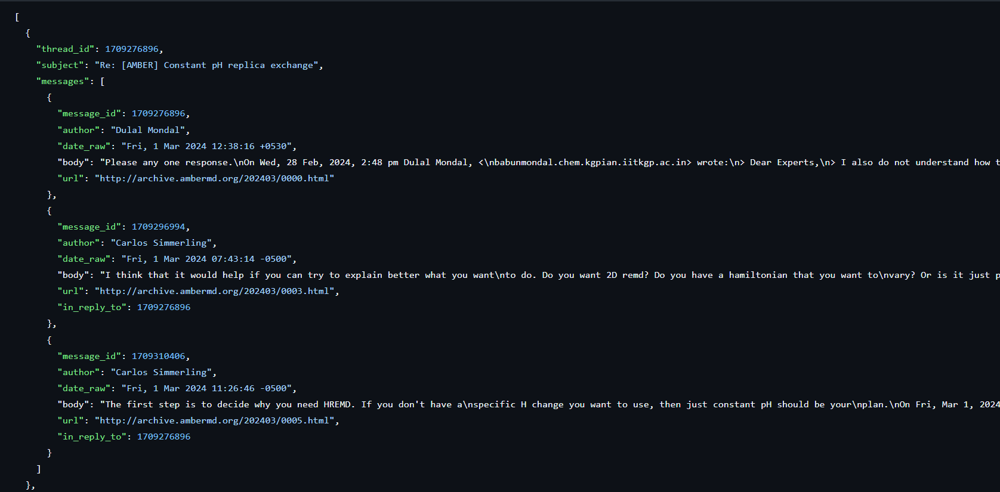 [
{
"thread_id": 1709276896,
"subject": "Re: [AMBER] Constant pH replica exchange",
"messages": [
{
"message_id": 1709276896,
"author": "Dulal Mondal",
"date_raw": "Fri, 1 Mar 2024 12:38:16 +0530",
"body": "Please any one response.\nOn Wed, 28 Feb, 2024, 2:48 pm Dulal Mondal, <\nbabunmondal.chem.kgpian.iitkgp.ac.in> wrote:\n> Dear Experts,\n> I also do not understand how t
"url": "http://archive.ambermd.org/202403/0000.html"
},
{
"message_id": 1709296994,
"author": "Carlos Simmerling",
"date_raw": "Fri, 1 Mar 2024 07:43:14 -0500",
"body": "I think that it would help if you can try to explain better what you want\nto do. Do you want 2D remd? Do you have a hamiltonian that you want to\nvary? Or is it just p
"url": "http://archive.ambermd.org/202403/0003.html",
"in_reply_to": 1709276896
},
{
"message_id": 1709310406,
"author": "Carlos Simmerling",
"date_raw": "Fri, 1 Mar 2024 11:26:46 -0500",
"body": "The first step is to decide why you need HREMD. If you don't have a\nspecific H change you want to use, then just constant pH should be your\nplan.\nOn Fri, Mar 1, 2024
"url": "http://archive.ambermd.org/202403/0005.html",
"in_reply_to": 1709276896
}
]
},